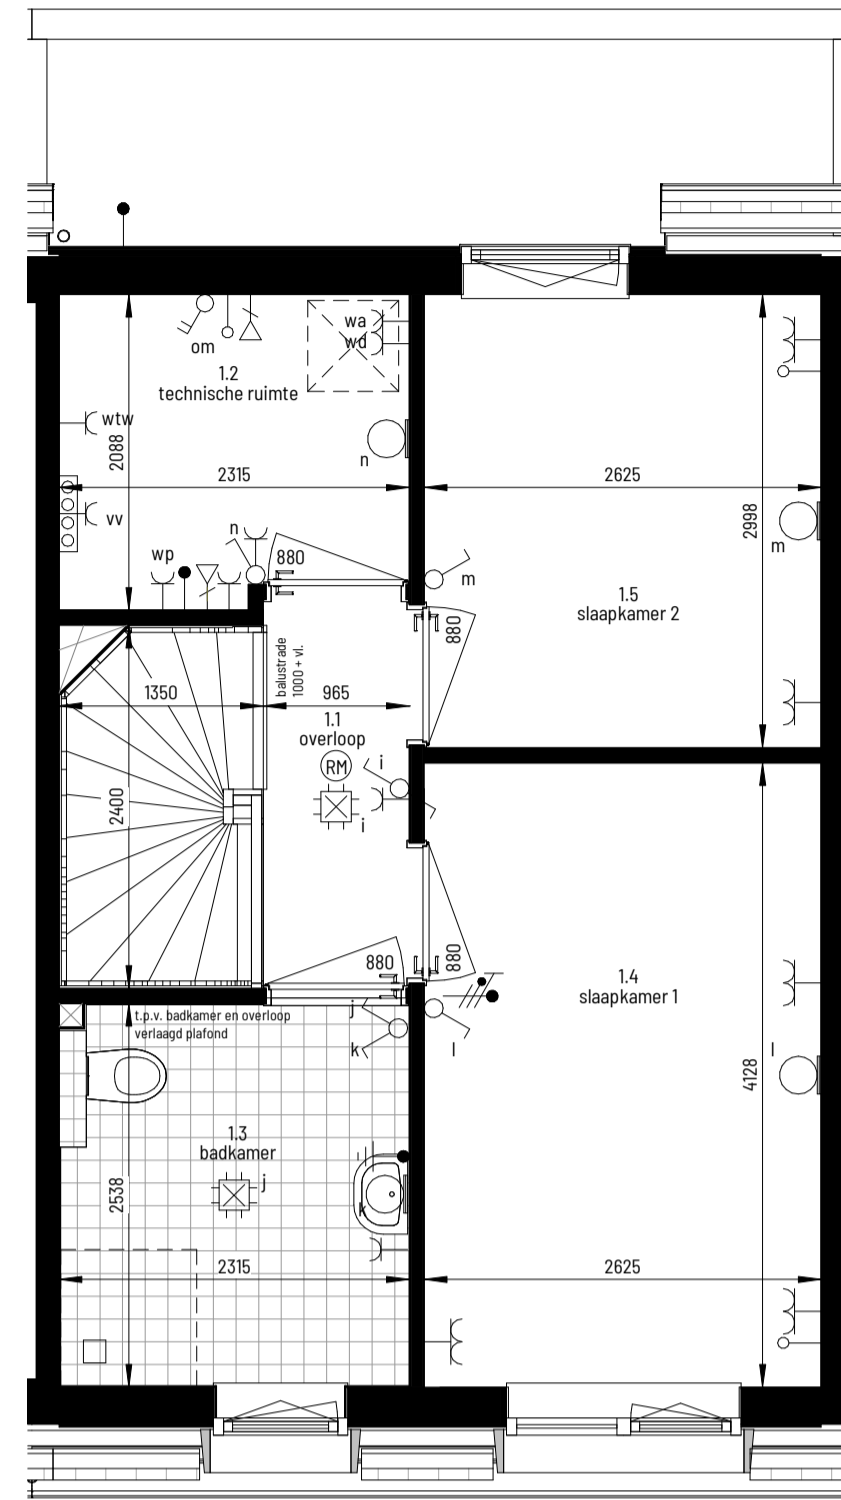 om
wa
wd
1.2
technische ruimte
wtw
2088
n
2315
2625
2998
vv
m
n
wp
880
m
1.5
slaapkamer 2
880
balustrade
1000 + vl.
1350
965
1.1
overloop
RM
i
2400
i
880
880
1.4
slaapkamer 1
t.p.v. badkamer en overloop
verlaagd plafond
j
k
l
l
4128
1.3
badkamer
j
k
2538
2315
2625